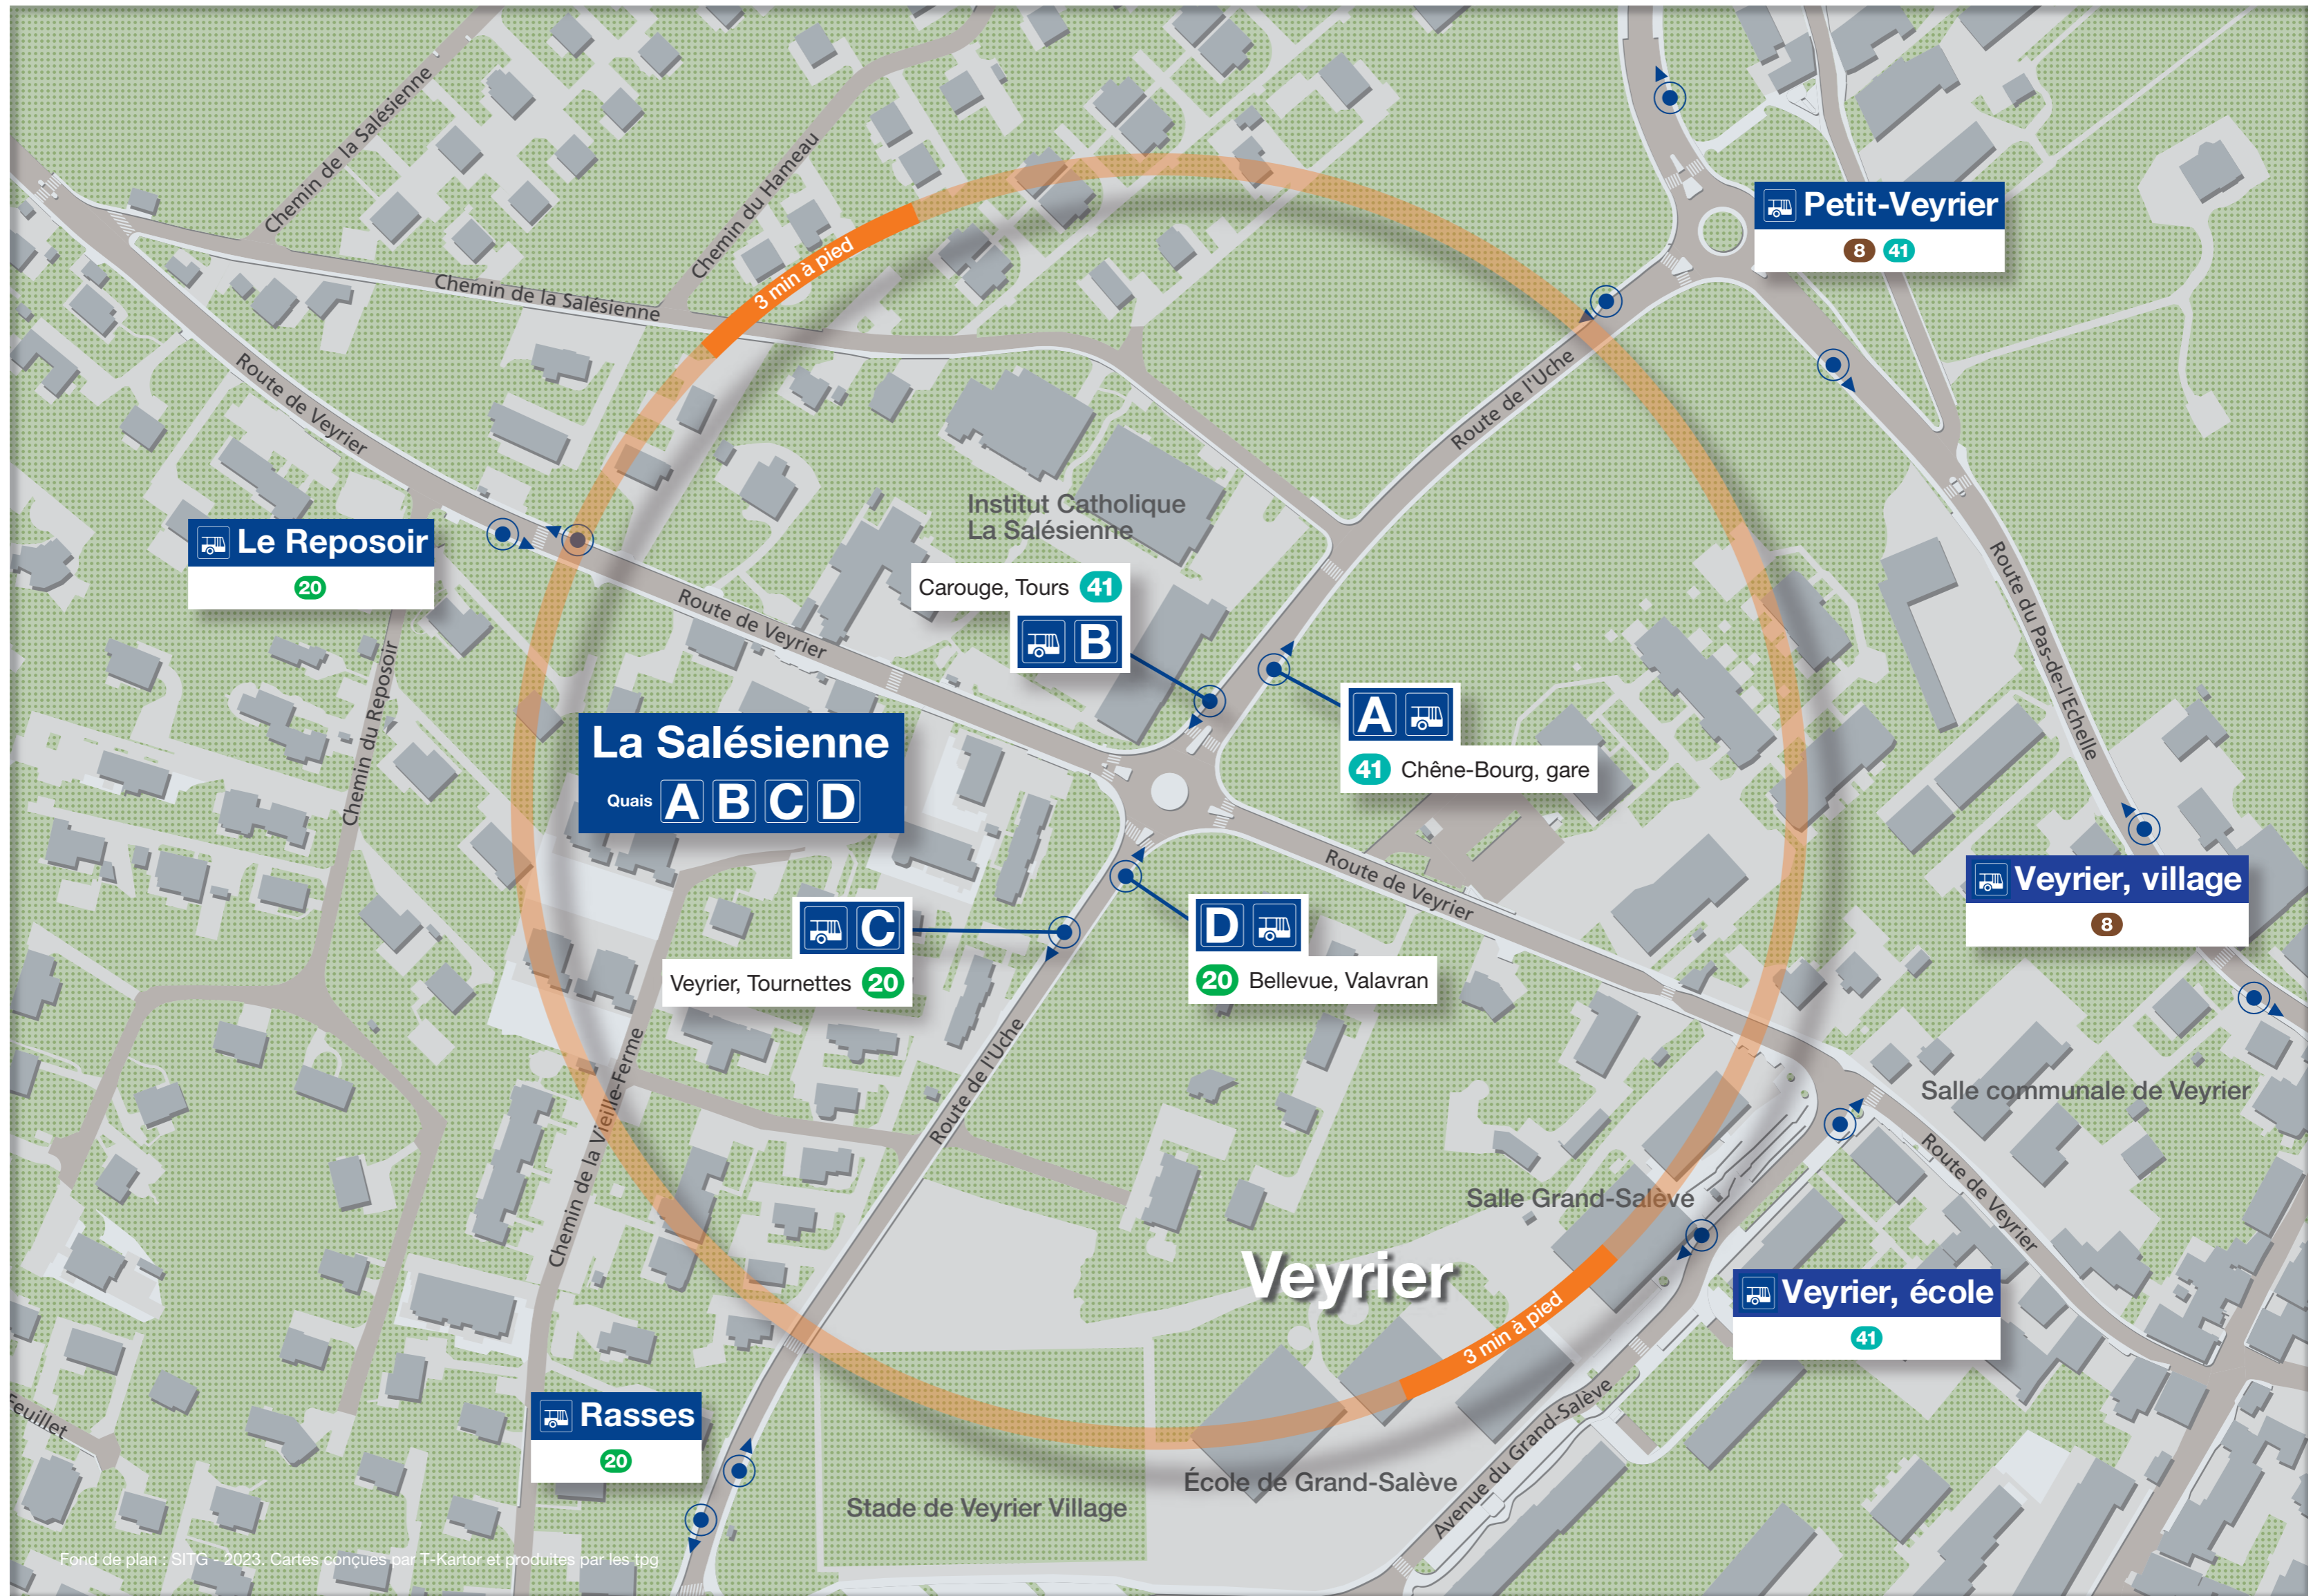 Chemin de la Salésienne
Chemin du Hameau
3 min à pied
Petit-Veyrier
8 41
Chemin de la Salésienne
Route de Veyrier
Route de l'Uche
Institut Catholique
La Salésienne
Le Reposoir
20
Carouge, Tours 41
B
Route de Veyrier
Route du Pas-de-l'Echelle
Chemin du Reposoir
La Salésienne
Quais A B C D
A
41 Chêne-Bourg, gare
Route de Veyrier
Veyrier, village
8
C
Veyrier, Tournettes 20
D
20 Bellevue, Valavran
Route de l'Uche
Chemin de la Vieille-Ferme
Salle communale de Veyrier
Route de Veyrier
Salle Grand-Salève
Veyrier
Veyrier, école
41
3 min à pied
Rasses
20
Feuillet
Avenue du Grand-Salève
École de Grand-Salève
Stade de Veyrier Village
Fond de plan : SITG - 2023. Cartes conçues par T-Kartor et produites par les tpg